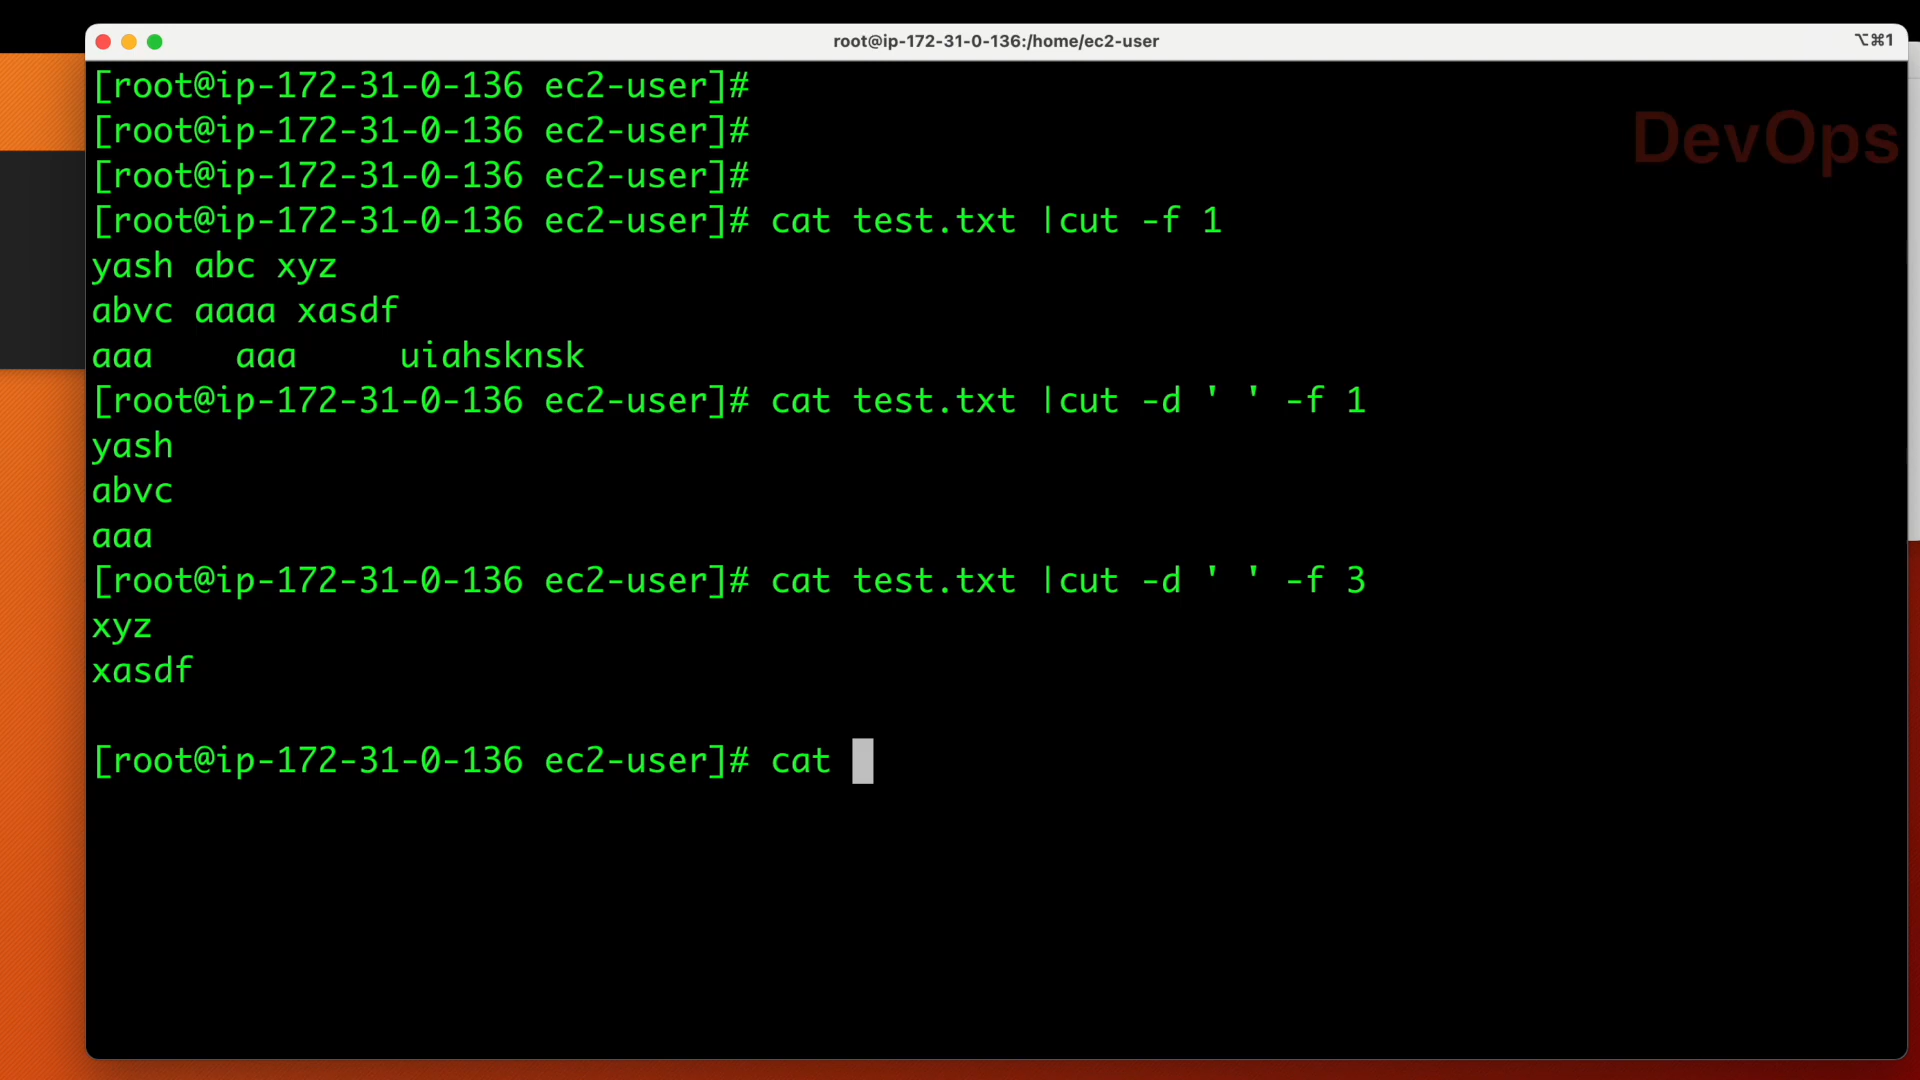 root@ip-172-31-0-136:/home/ec2-user
⌥⌘1
DevOps
[root@ip-172-31-0-136 ec2-user]#
[root@ip-172-31-0-136 ec2-user]#
[root@ip-172-31-0-136 ec2-user]#
[root@ip-172-31-0-136 ec2-user]# cat test.txt |cut -f 1
yash abc xyz
abvc aaaa xasdf
aaa    aaa     uiahsknsk
[root@ip-172-31-0-136 ec2-user]# cat test.txt |cut -d ' ' -f 1
yash
abvc
aaa
[root@ip-172-31-0-136 ec2-user]# cat test.txt |cut -d ' ' -f 3
xyz
xasdf
[root@ip-172-31-0-136 ec2-user]# cat